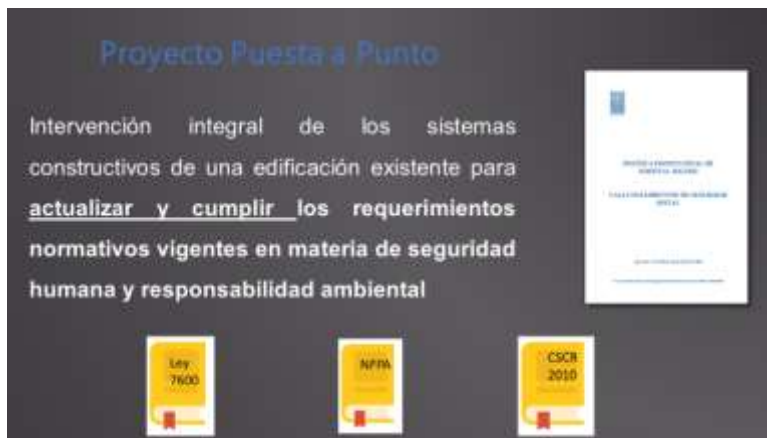 Proyecto Puesta a Punto
Intervención integral de los sistemas
constructivos de una edificación existente para
actualizar y cumplir los requerimientos
normativos vigentes en materia de seguridad
humana y responsabilidad ambiental
Ley
7600
NFPA
CSCR
2010